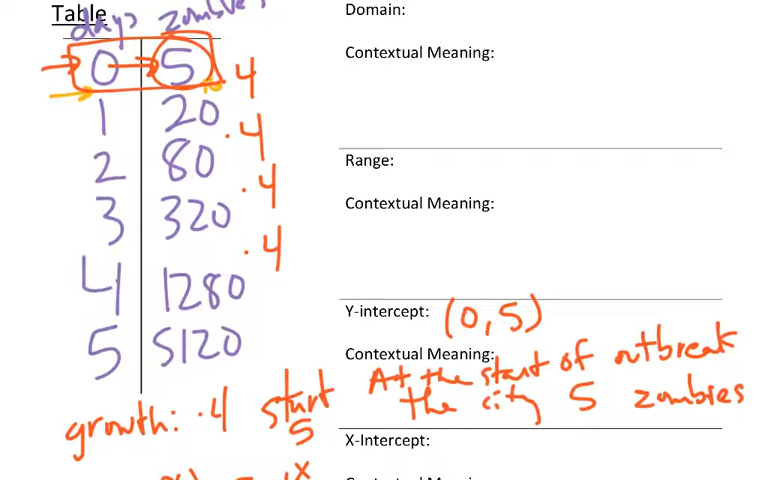 Table
days zombies
0 5
·4
1 20
·4
2 80
·4
3 320
·4
4 1280
5 5120
growth: ·4 start
5
x
Domain:
Contextual Meaning:
Range:
Contextual Meaning:
Y-intercept: (0,5)
Contextual Meaning: At the start of outbreak
the city 5 zombies
X-Intercept: